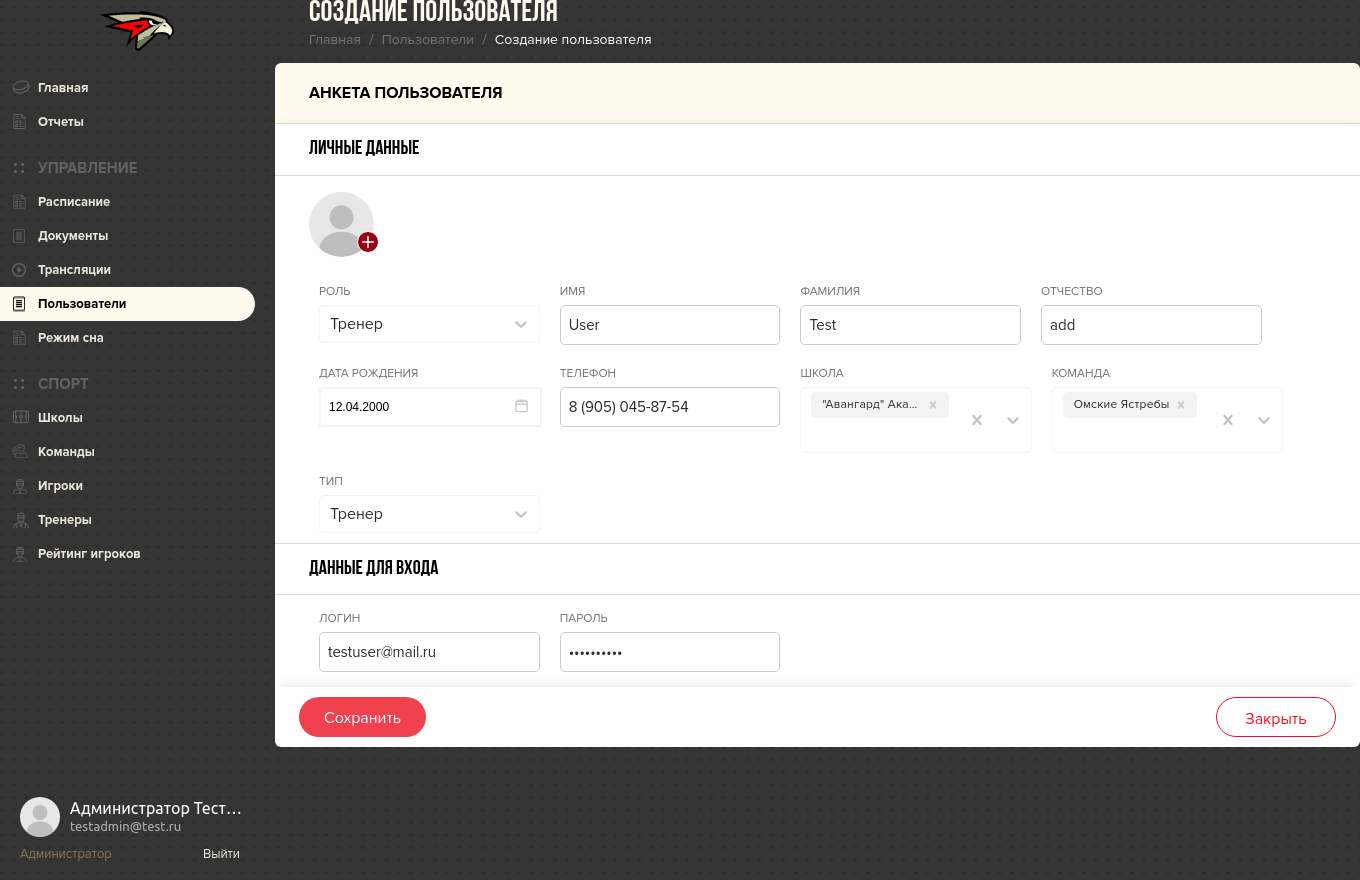 СОЗДАНИЕ ПОЛЬЗОВАТЕЛЯ
Главная / Пользователи / Создание пользователя
Главная
Отчеты
УПРАВЛЕНИЕ
Расписание
Документы
Трансляции
Пользователи
Режим сна
СПОРТ
Школы
Команды
Игроки
Тренеры
Рейтинг игроков
Администратор Тест...
testadmin@test.ru
Администратор Выйти
АНКЕТА ПОЛЬЗОВАТЕЛЯ
ЛИЧНЫЕ ДАННЫЕ
РОЛЬ ИМЯ ФАМИЛИЯ ОТЧЕСТВО
Тренер User Test add
ДАТА РОЖДЕНИЯ ТЕЛЕФОН ШКОЛА КОМАНДА
12.04.2000 8 (905) 045-87-54 "Авангард" Ака... Омские Ястребы
ТИП
Тренер
ДАННЫЕ ДЛЯ ВХОДА
ЛОГИН ПАРОЛЬ
testuser@mail.ru ••••••••••
Сохранить Закрыть